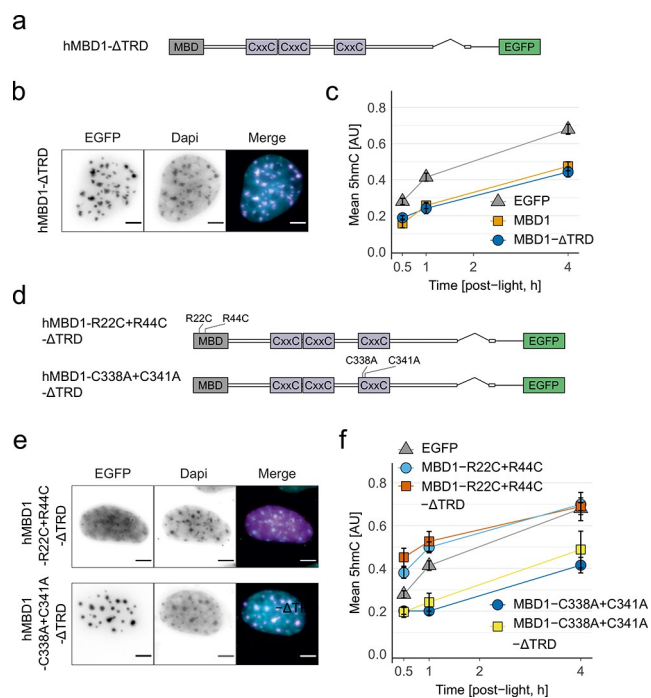 a
hMBD1-ΔTRD
MBD
CxxC
CxxC
CxxC
EGFP
b
EGFP
Dapi
Merge
hMBD1-ΔTRD
c
Mean 5hmC [AU]
0.8
0.6
0.4
0.2
0.0
EGFP
MBD1
MBD1−ΔTRD
0.5
1
2
4
Time [post−light, h]
d
hMBD1-R22C+R44C
-ΔTRD
R22C
R44C
MBD
CxxC
CxxC
CxxC
EGFP
hMBD1-C338A+C341A
-ΔTRD
C338A
C341A
MBD
CxxC
CxxC
CxxC
EGFP
e
EGFP
Dapi
Merge
hMBD1
-R22C+R44C
-ΔTRD
hMBD1
-C338A+C341A
-ΔTRD
-ΔT
f
EGFP
MBD1−R22C+R44C
MBD1−R22C+R44C
−ΔTRD
Mean 5hmC [AU]
0.8
0.6
0.4
0.2
0.0
MBD1−C338A+C341A
MBD1−C338A+C341A
−ΔTRD
0.5
1
2
4
Time [post−light, h]